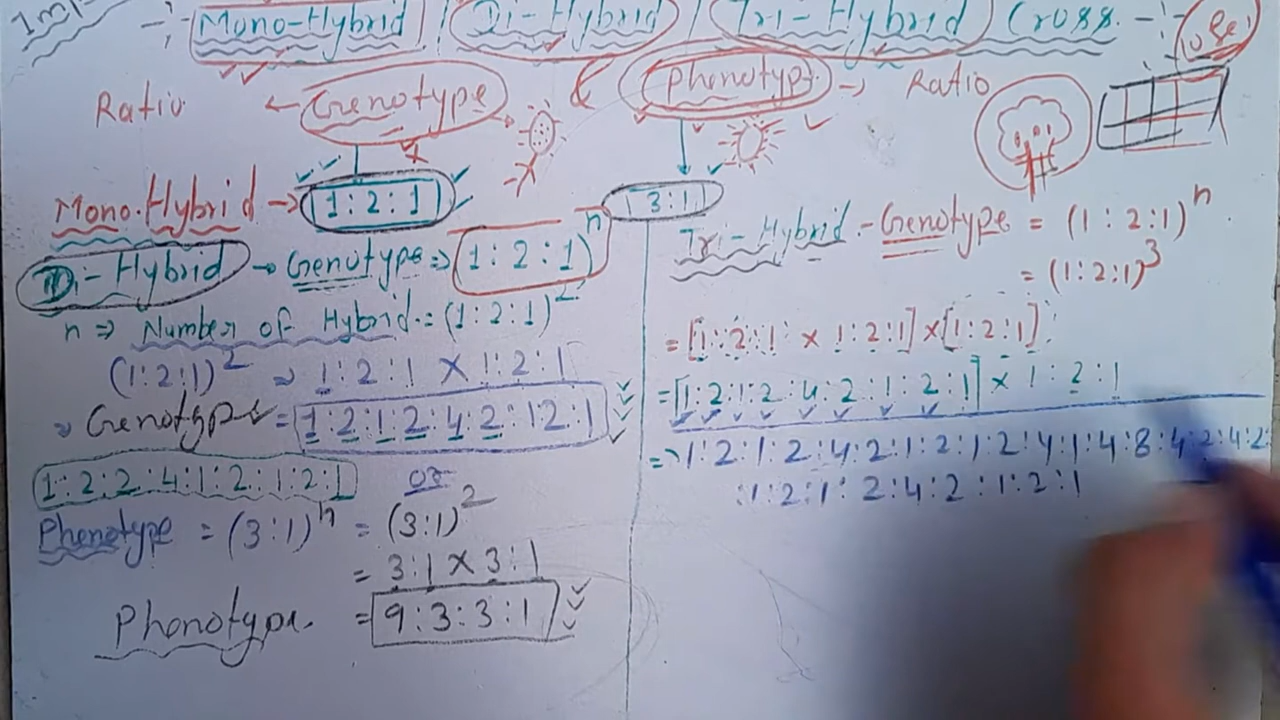 Imp
-:- Mono-Hybrid / Di-Hybrid / Tri-Hybrid Cross. -:-
Ratio ← Genotype & Phenotype → Ratio
Mono-Hybrid → 1:2:1
3:1
Di-Hybrid → Genotype ⇒ (1:2:1)ⁿ
n ⇒ Number of Hybrid = (1:2:1)²
(1:2:1)² ⇒ 1:2:1 × 1:2:1
⇒ Genotype = 1:2:1:2:4:2:1:2:1
1:2:2:4:1:2:1:2:1
or
Phenotype = (3:1)ⁿ = (3:1)²
= 3:1 × 3:1
Phenotype. = 9:3:3:1
Tri-Hybrid - Genotype = (1:2:1)ⁿ
= (1:2:1)³
= [1:2:1 × 1:2:1] × [1:2:1]
= [1:2:1:2:4:2:1:2:1] × 1:2:1
=> 1:2:1:2:4:2:1:2:1:2:4:1:4:8:4:2:4:2:
:1:2:1:2:4:2:1:2:1